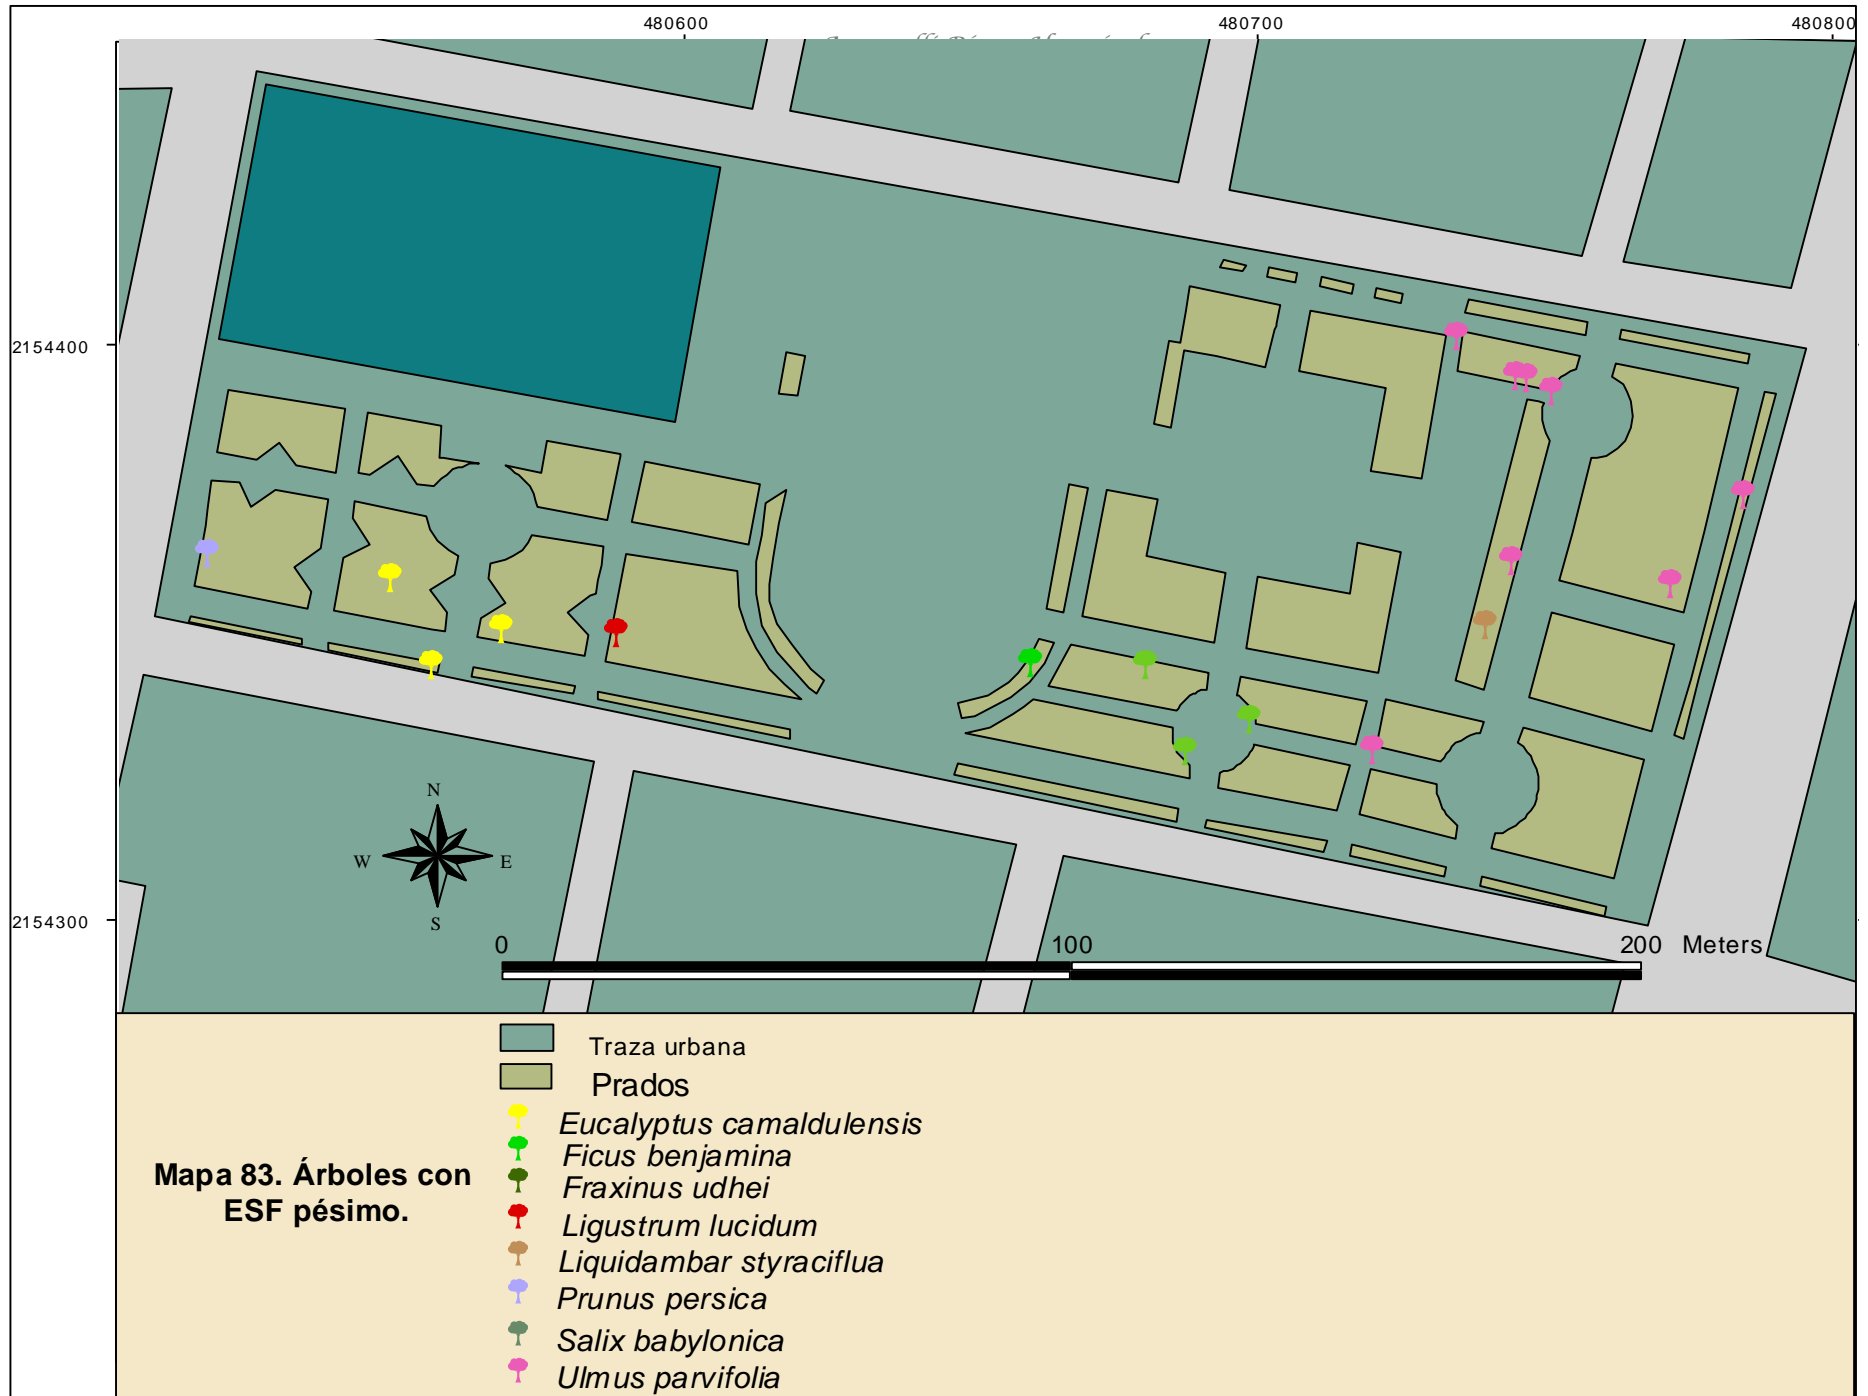 480600 480700 480800
2154400
2154300
N
W E
S
0 100 200 Meters
Traza urbana
Prados
Eucalyptus camaldulensis
Ficus benjamina
Fraxinus udhei
Ligustrum lucidum
Liquidambar styraciflua
Prunus persica
Salix babylonica
Ulmus parvifolia
Mapa 83. Árboles con
ESF pésimo.